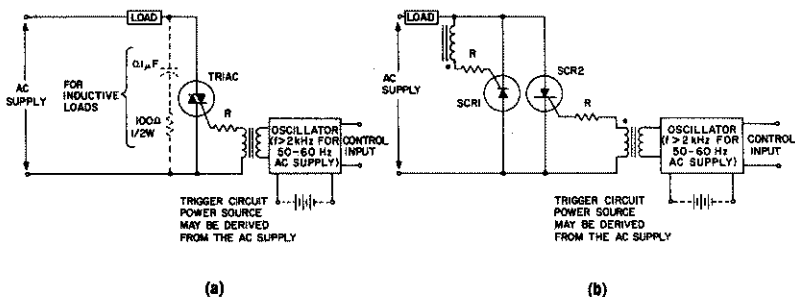 LOAD
AC
SUPPLY
FOR
INDUCTIVE
LOADS
0.1µF
100Ω
1/2W
TRIAC
R
OSCILLATOR
(f>2kHz FOR
50-60 Hz
AC SUPPLY)
CONTROL
INPUT
TRIGGER CIRCUIT
POWER SOURCE
MAY BE DERIVED
FROM THE AC SUPPLY
(a)
LOAD
AC
SUPPLY
R
SCR1
SCR2
R
OSCILLATOR
(f>2kHz FOR
50-60 Hz
AC SUPPLY)
CONTROL
INPUT
TRIGGER CIRCUIT
POWER SOURCE
MAY BE DERIVED
FROM THE AC SUPPLY
(b)